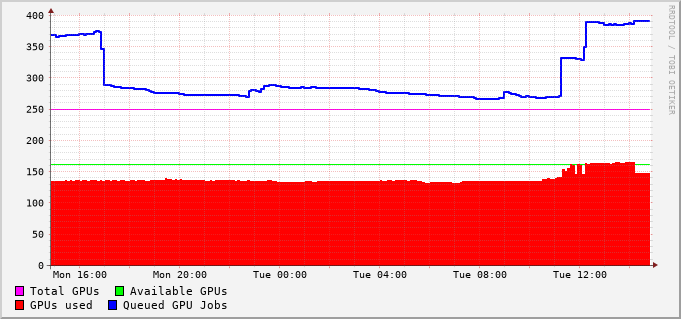 400
350
300
250
200
150
100
50
0
Mon 16:00 Mon 20:00 Tue 00:00 Tue 04:00 Tue 08:00 Tue 12:00
Total GPUs Available GPUs
GPUs used Queued GPU Jobs
RRDTOOL / TOBI OETIKER